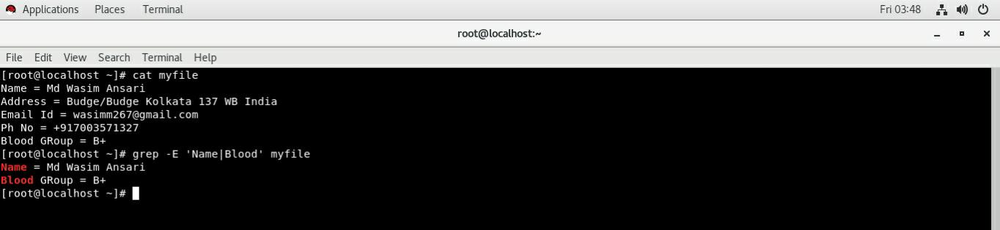 Applications Places Terminal Fri 03:48
root@localhost:~
File Edit View Search Terminal Help
[root@localhost ~]# cat myfile
Name = Md Wasim Ansari
Address = Budge/Budge Kolkata 137 WB India
Email Id = wasimm267@gmail.com
Ph No = +917003571327
Blood GRoup = B+
[root@localhost ~]# grep -E 'Name|Blood' myfile
Name = Md Wasim Ansari
Blood GRoup = B+
[root@localhost ~]#